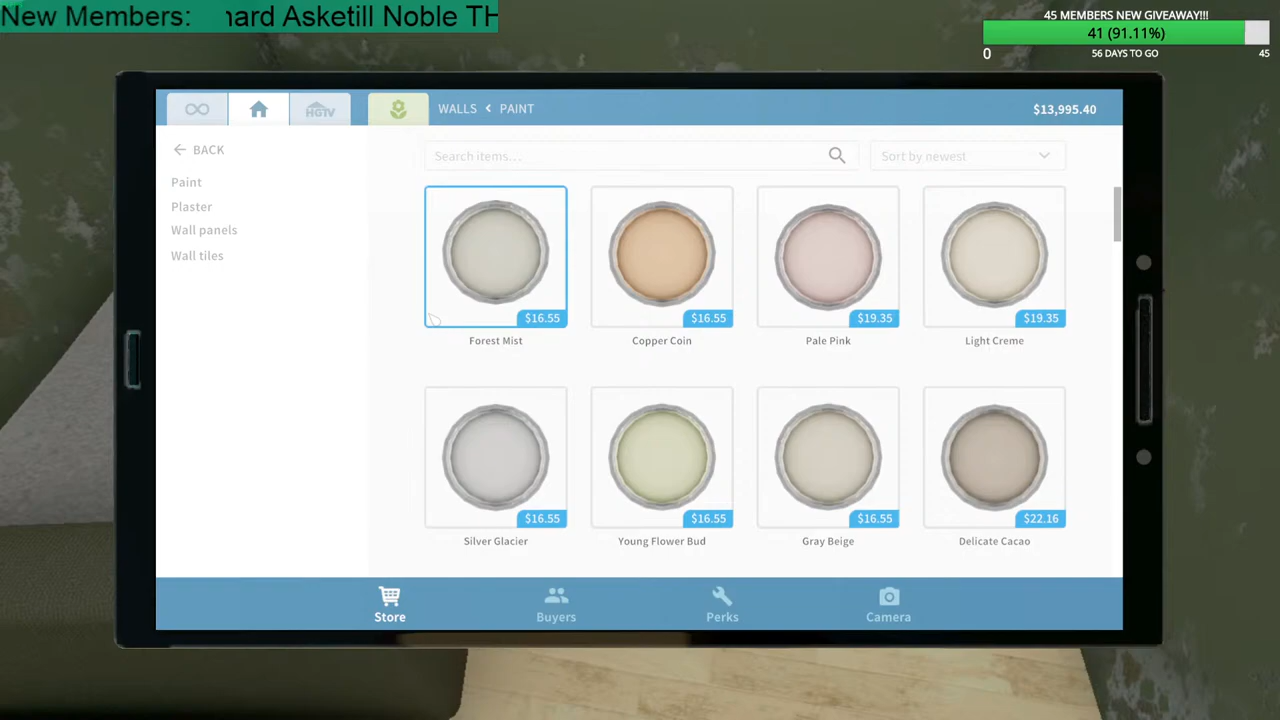 New Members: hard Asketill Noble TH
45 MEMBERS NEW GIVEAWAY!!!
41 (91.11%)
0 56 DAYS TO GO 45
HGTV WALLS PAINT $13,995.40
BACK
Search items... Sort by newest
Paint
Plaster
Wall panels
Wall tiles
$16.55 $16.55 $19.35 $19.35
Forest Mist Copper Coin Pale Pink Light Creme
$16.55 $16.55 $16.55 $22.16
Silver Glacier Young Flower Bud Gray Beige Delicate Cacao
Store Buyers Perks Camera